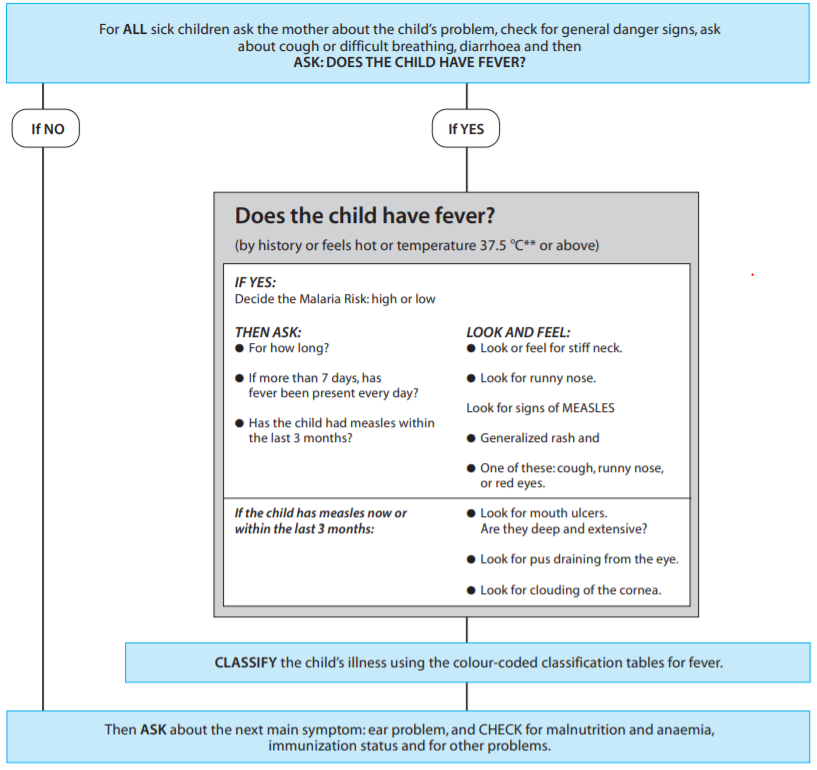 For ALL sick children ask the mother about the child's problem, check for general danger signs, ask
about cough or difficult breathing, diarrhoea and then
ASK: DOES THE CHILD HAVE FEVER?
If NO
If YES
Does the child have fever?
(by history or feels hot or temperature 37.5 °C** or above)
IF YES:
Decide the Malaria Risk: high or low
THEN ASK:
● For how long?
● If more than 7 days, has
fever been present every day?
● Has the child had measles within
the last 3 months?
LOOK AND FEEL:
● Look or feel for stiff neck.
● Look for runny nose.
Look for signs of MEASLES
● Generalized rash and
● One of these: cough, runny nose,
or red eyes.
If the child has measles now or
within the last 3 months:
● Look for mouth ulcers.
Are they deep and extensive?
● Look for pus draining from the eye.
● Look for clouding of the cornea.
CLASSIFY the child's illness using the colour-coded classification tables for fever.
Then ASK about the next main symptom: ear problem, and CHECK for malnutrition and anaemia,
immunization status and for other problems.